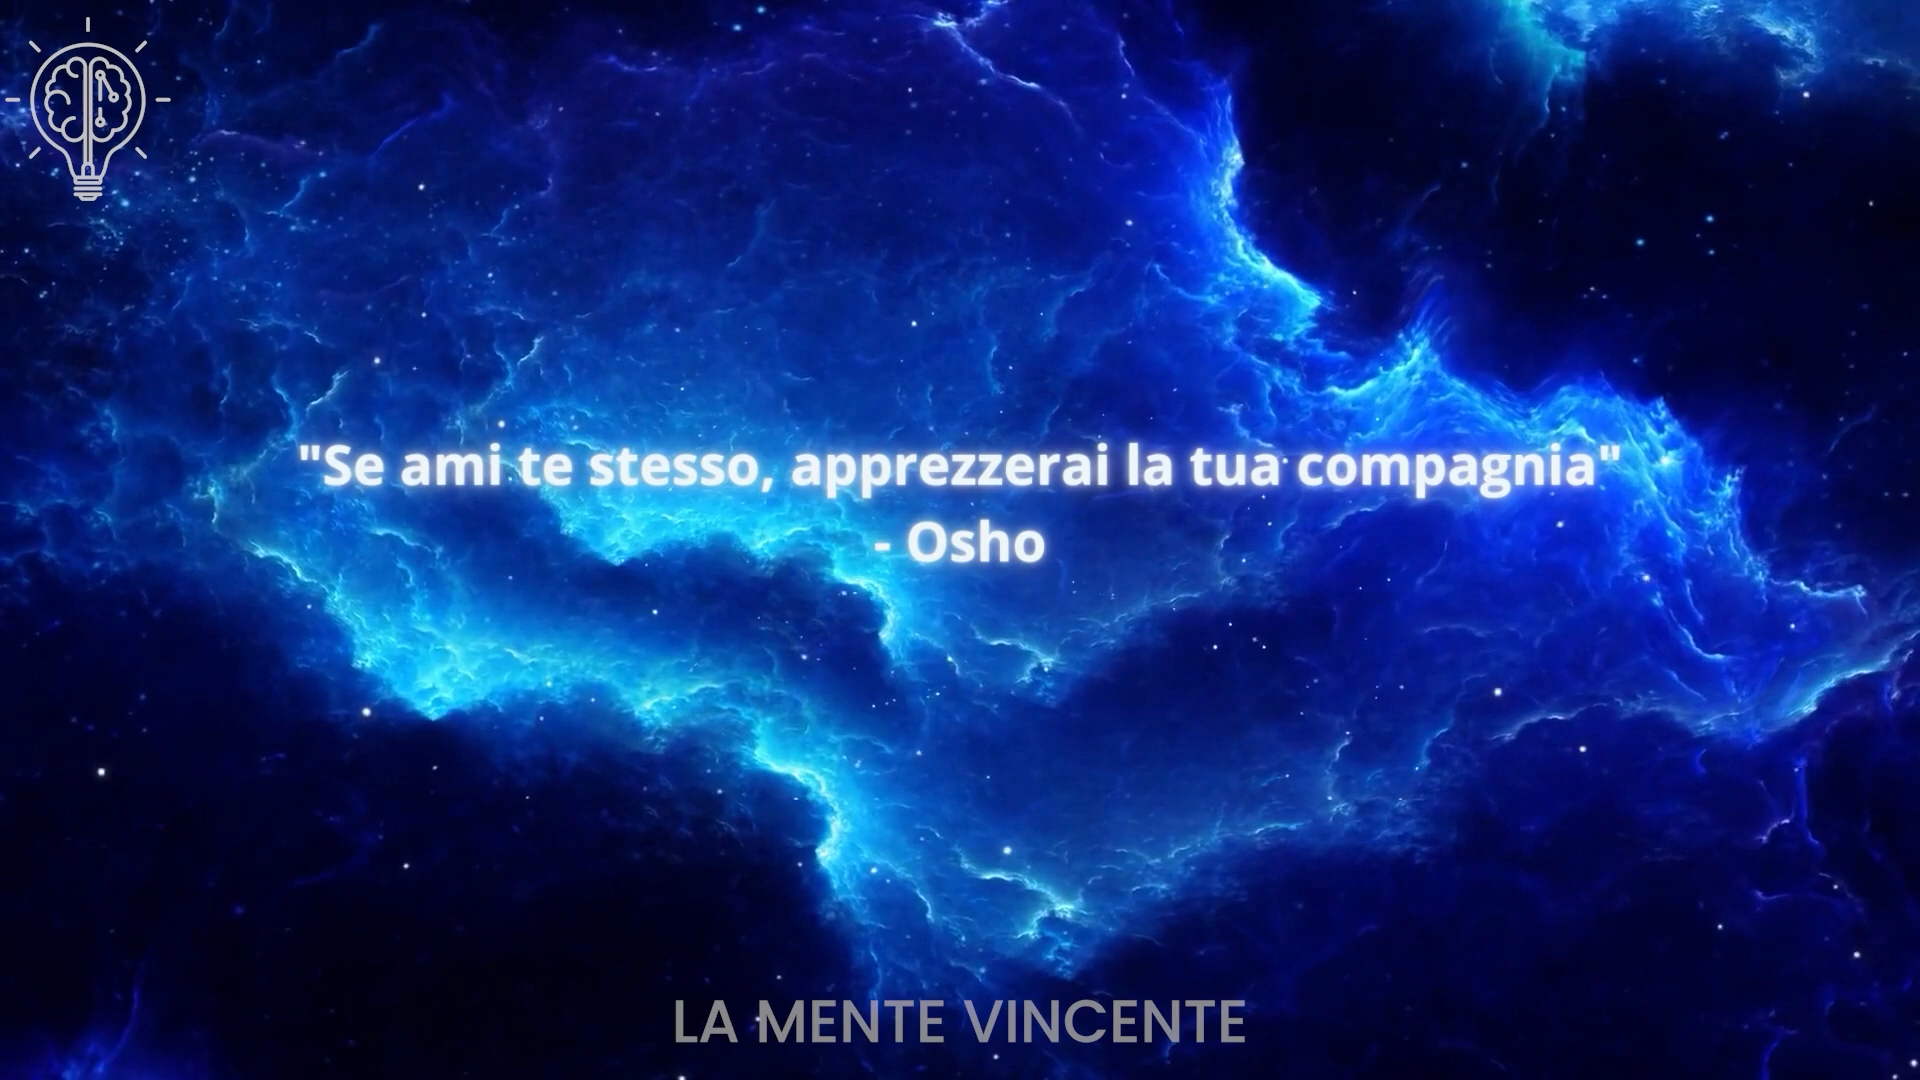 "Se ami te stesso, apprezzerai la tua compagnia"
- Osho
LA MENTE VINCENTE